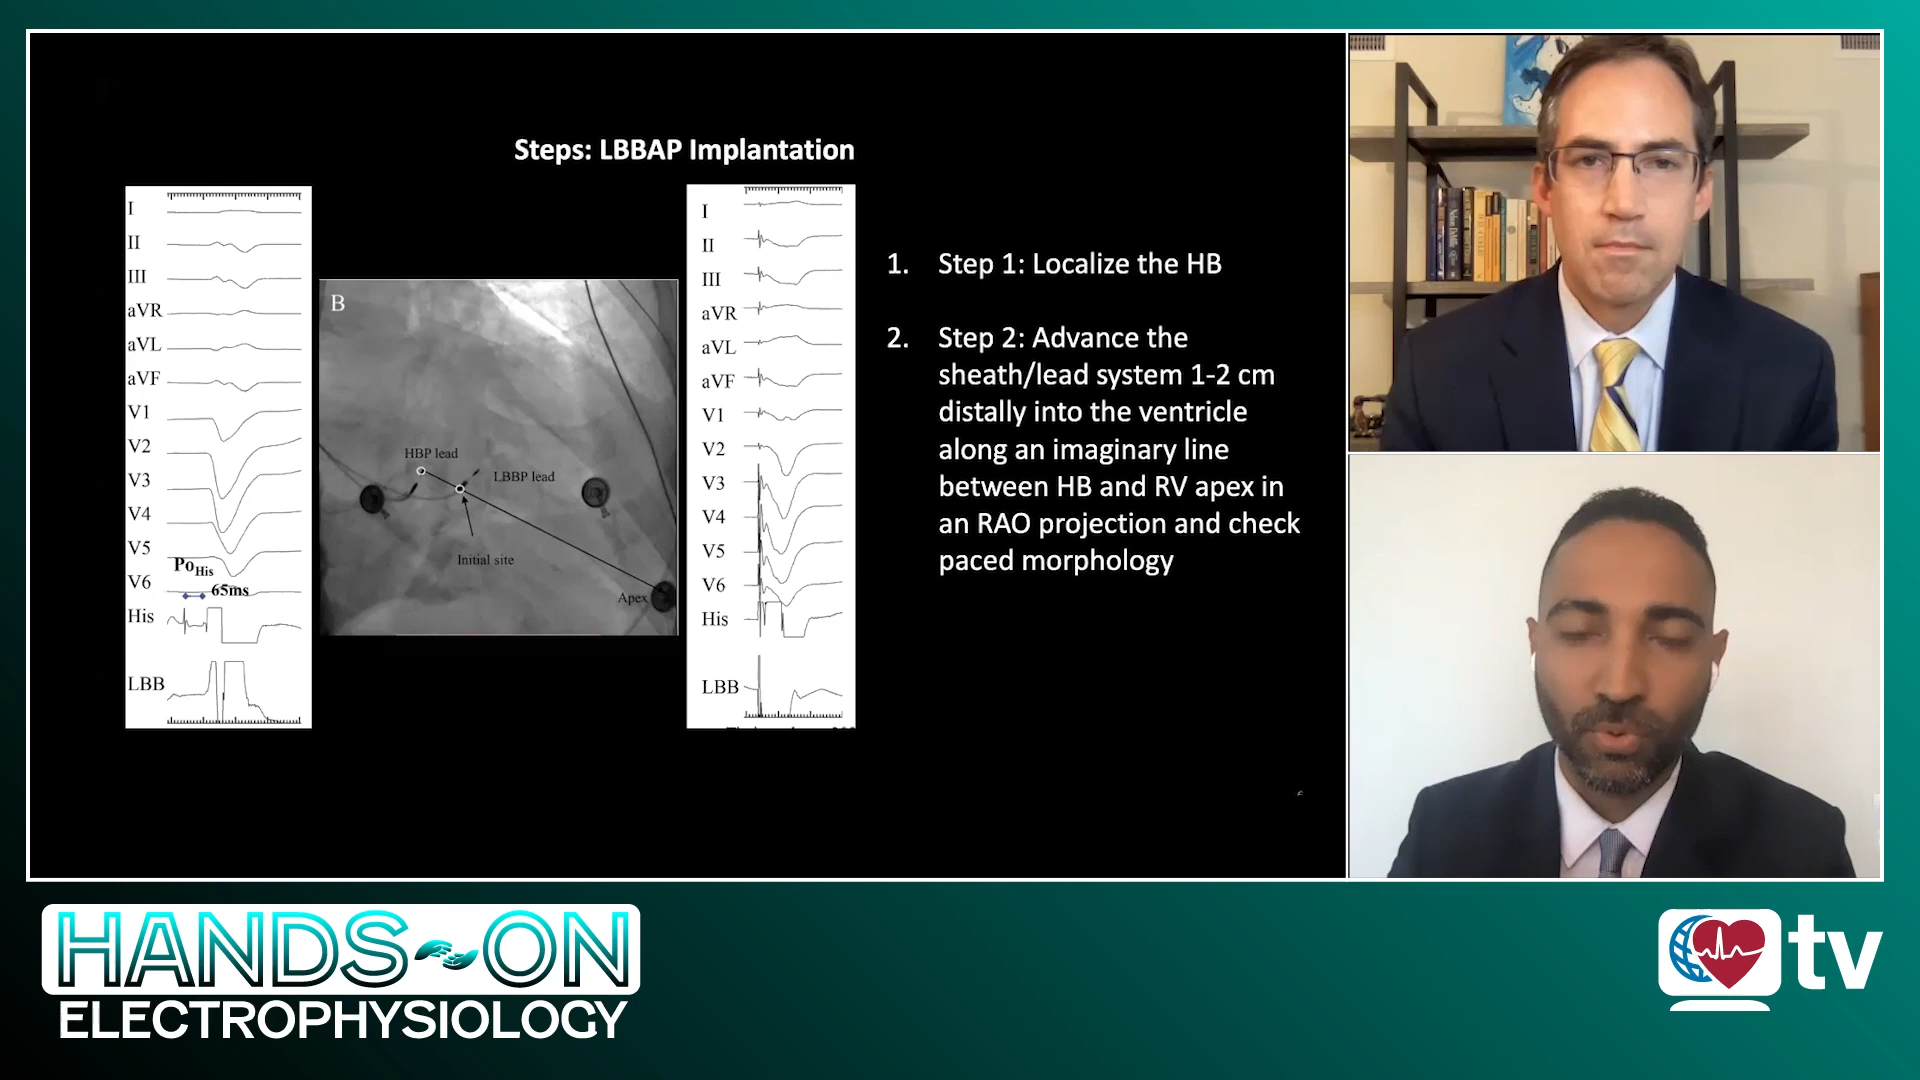 Steps: LBBAP Implantation
I
II
III
aVR
aVL
aVF
V1
V2
V3
V4
V5
V6
PoHis
65ms
His
LBB
B
HBP lead
LBBP lead
Initial site
Apex
I
II
III
aVR
aVL
aVF
V1
V2
V3
V4
V5
V6
His
LBB
1. Step 1: Localize the HB
2. Step 2: Advance the
sheath/lead system 1-2 cm
distally into the ventricle
along an imaginary line
between HB and RV apex in
an RAO projection and check
paced morphology
HANDS-ON
ELECTROPHYSIOLOGY
tv